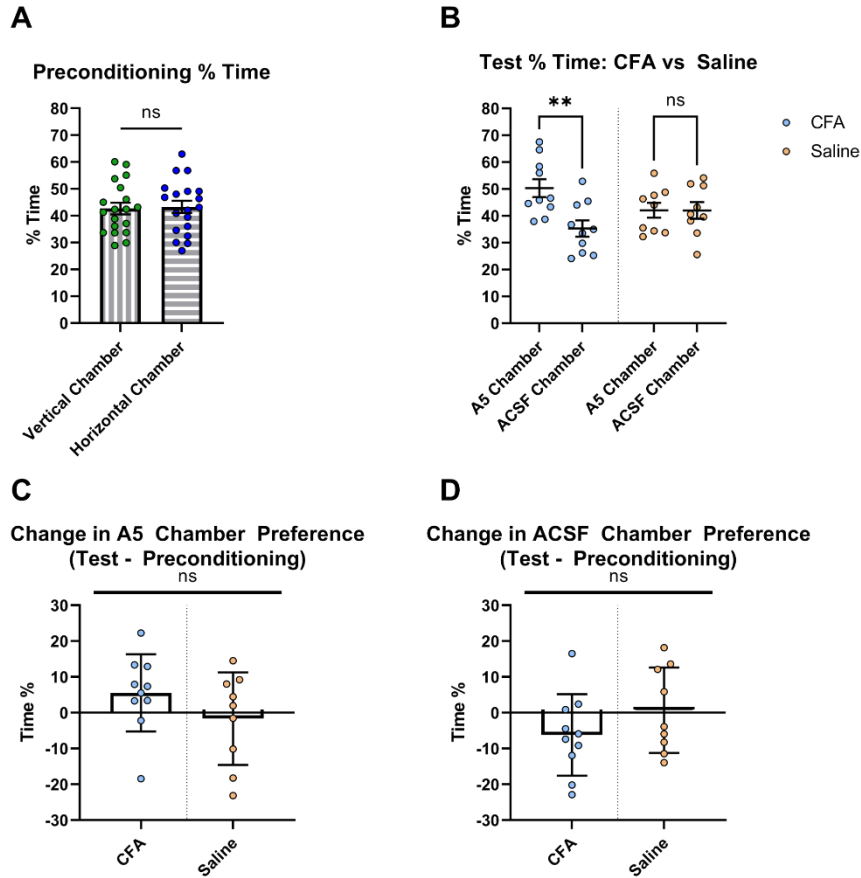 A
Preconditioning % Time
ns
80
70
60
50
40
30
20
10
0
% Time
Vertical Chamber
Horizontal Chamber
B
Test % Time: CFA vs Saline
**
ns
80
70
60
50
40
30
20
10
0
% Time
A5 Chamber
ACSF Chamber
A5 Chamber
ACSF Chamber
CFA
Saline
C
Change in A5 Chamber Preference
(Test - Preconditioning)
ns
30
20
10
0
-10
-20
-30
Time %
CFA
Saline
D
Change in ACSF Chamber Preference
(Test - Preconditioning)
ns
30
20
10
0
-10
-20
-30
Time %
CFA
Saline